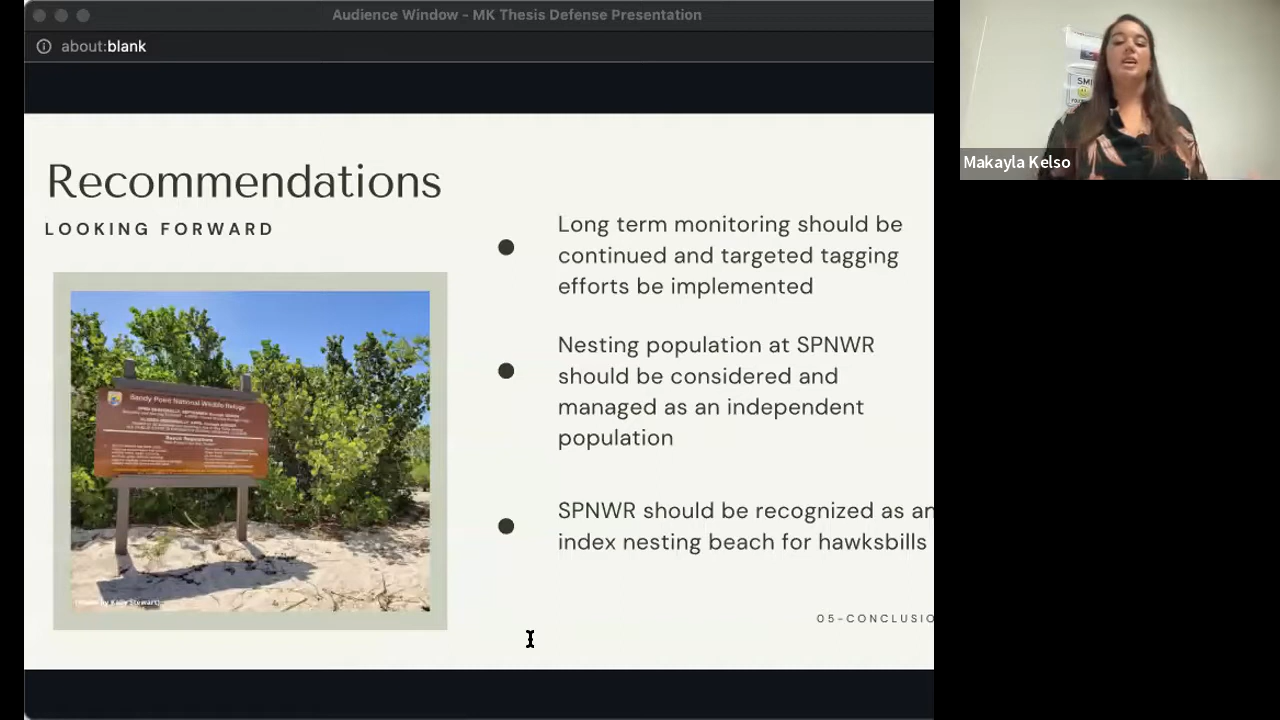 Audience Window - MK Thesis Defense Presentation
about:blank
Recommendations
LOOKING FORWARD
Sandy Point National Wildlife Refuge
Beach Regulations
Long term monitoring should be
continued and targeted tagging
efforts be implemented
Nesting population at SPNWR
should be considered and
managed as an independent
population
SPNWR should be recognized as an
index nesting beach for hawksbills
05-CONCLUSIO
Makayla Kelso